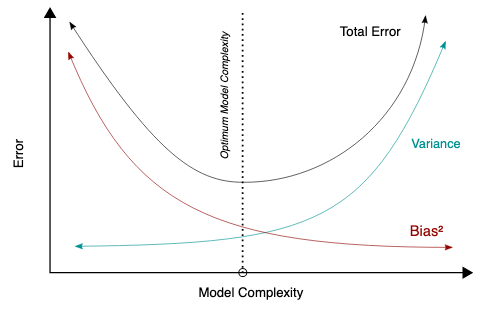 Total Error
Optimum Model Complexity
Error
Variance
Bias²
Model Complexity